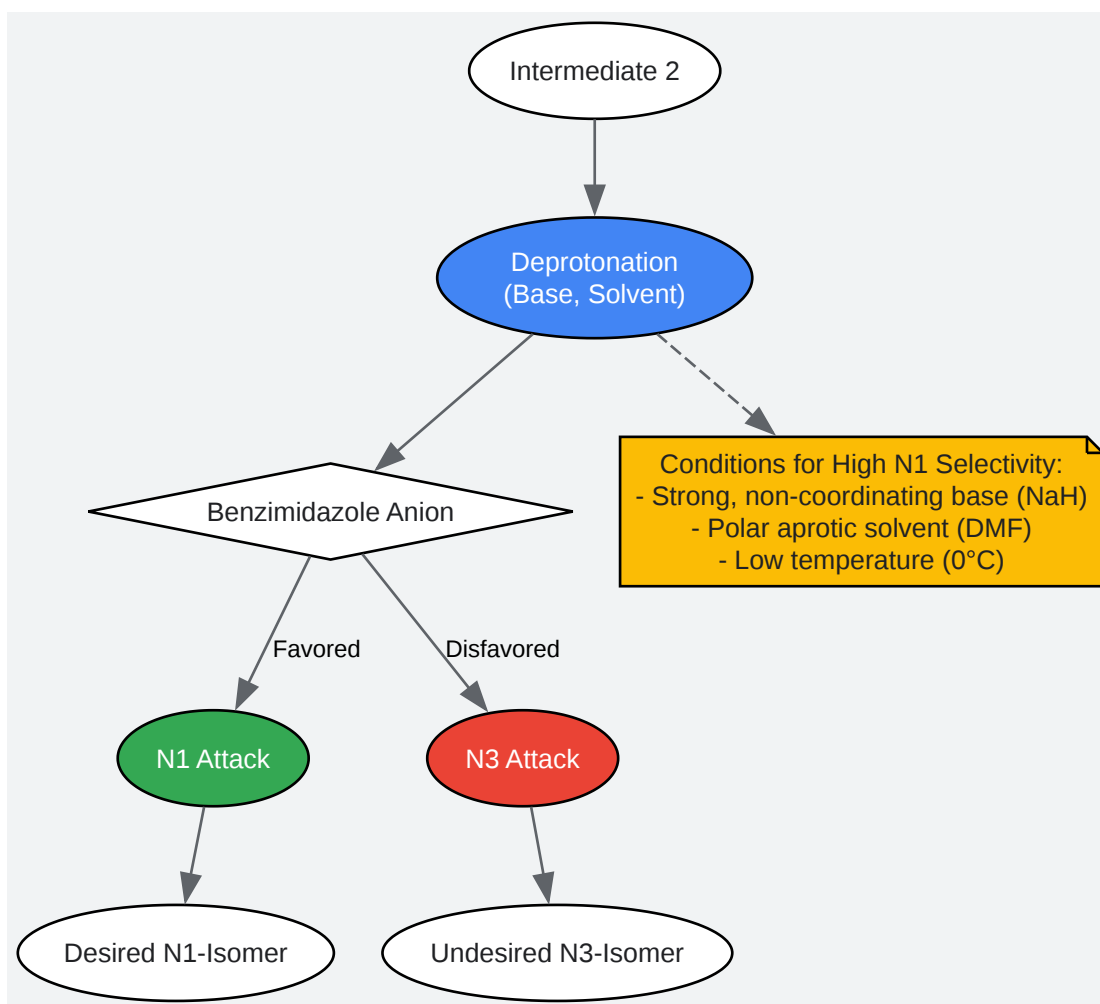 Intermediate 2
Deprotonation
(Base, Solvent)
Conditions for High N1 Selectivity:
- Strong, non-coordinating base (NaH)
- Polar aprotic solvent (DMF)
- Low temperature (0°C)
Benzimidazole Anion
Favored
Disfavored
N1 Attack
N3 Attack
Desired N1-Isomer
Undesired N3-Isomer